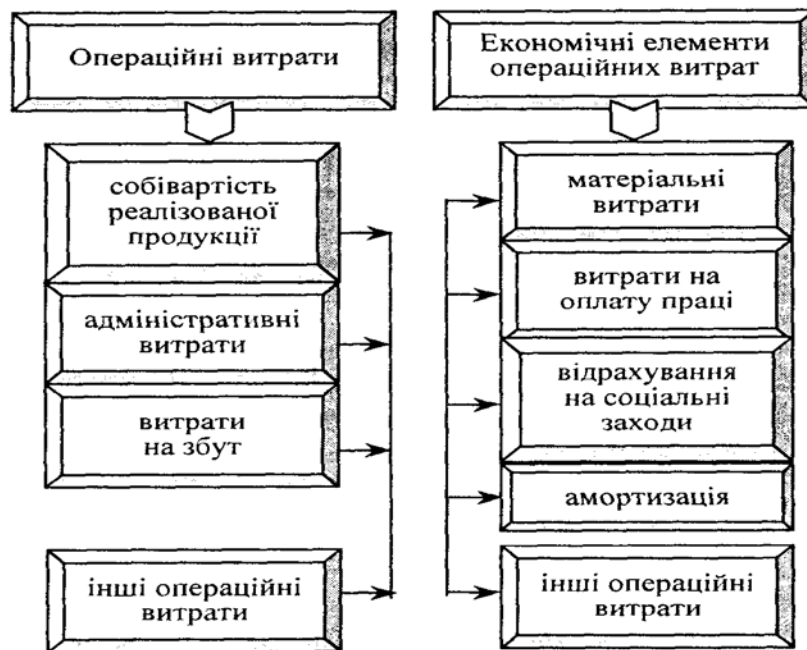 Операційні витрати
собівартість
реалізованої
продукції
адміністративні
витрати
витрати
на збут
інші операційні
витрати
Економічні елементи
операційних витрат
матеріальні
витрати
витрати на
оплату праці
відрахування
на соціальні
заходи
амортизація
інші операційні
витрати